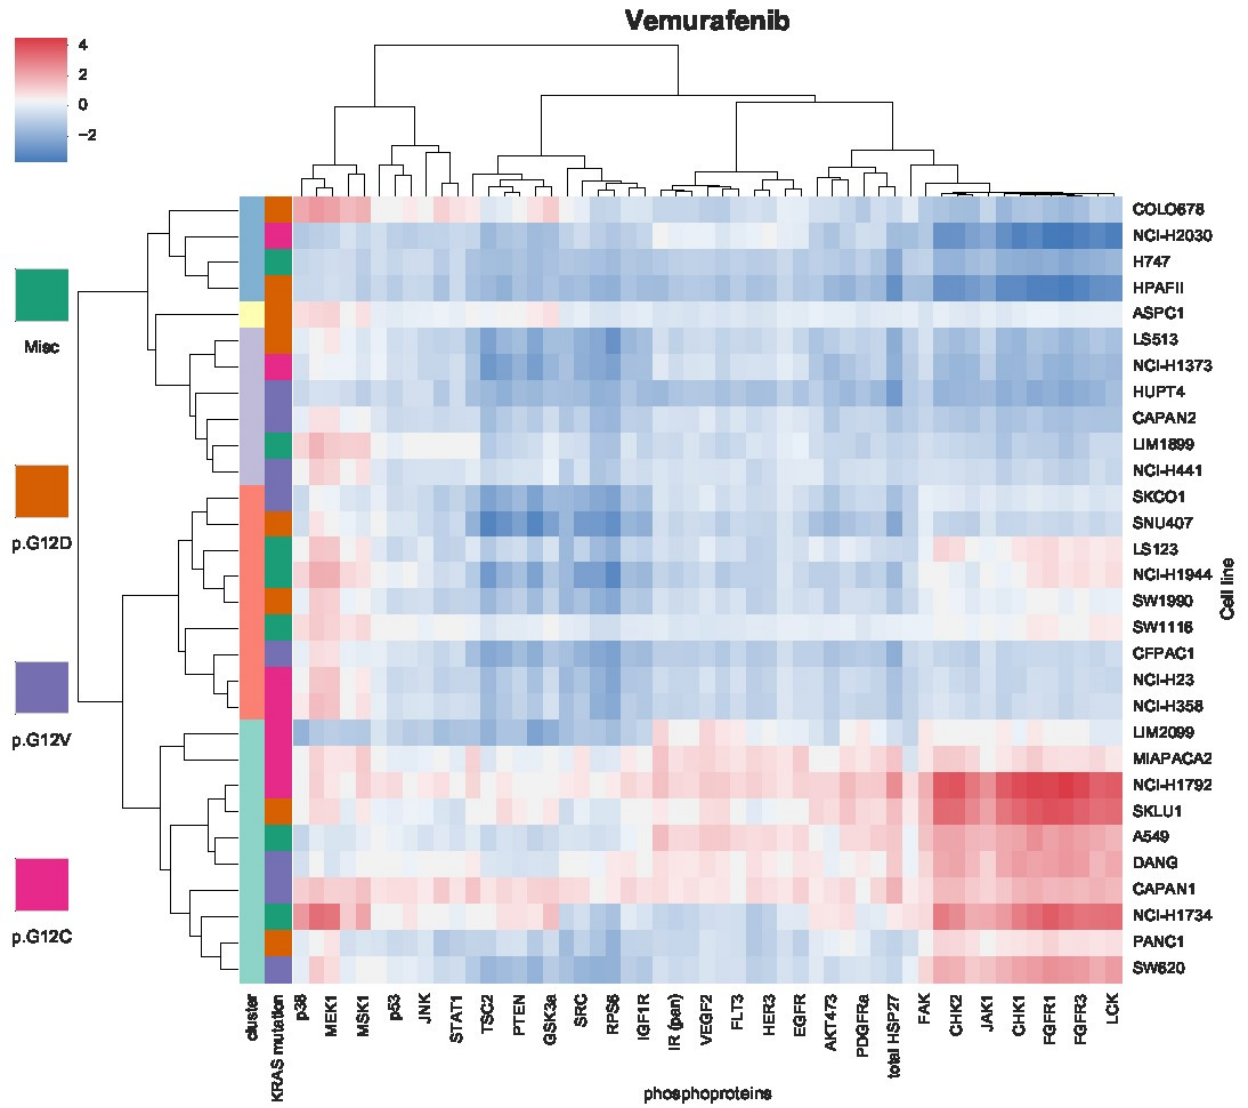 Vemurafenib
4
2
0
−2
Misc
p.G12D
p.G12V
p.G12C
COLO678
NCI-H2030
H747
HPAFII
ASPC1
LS513
NCI-H1373
HUPT4
CAPAN2
LIM1899
NCI-H441
SKCO1
SNU407
LS123
NCI-H1944
SW1990
SW1116
CFPAC1
NCI-H23
NCI-H358
LIM2099
MIAPACA2
NCI-H1792
SKLU1
A549
DANG
CAPAN1
NCI-H1734
PANC1
SW620
Cell line
cluster
KRAS mutation
p38
MEK1
MSK1
p53
JNK
STAT1
TSC2
PTEN
GSK3a
SRC
RPS6
IGF1R
IR (pan)
VEGF2
FLT3
HER3
EGFR
AKT473
PDGFRa
total HSP27
FAK
CHK2
JAK1
CHK1
FGFR1
FGFR3
LCK
phosphoproteins